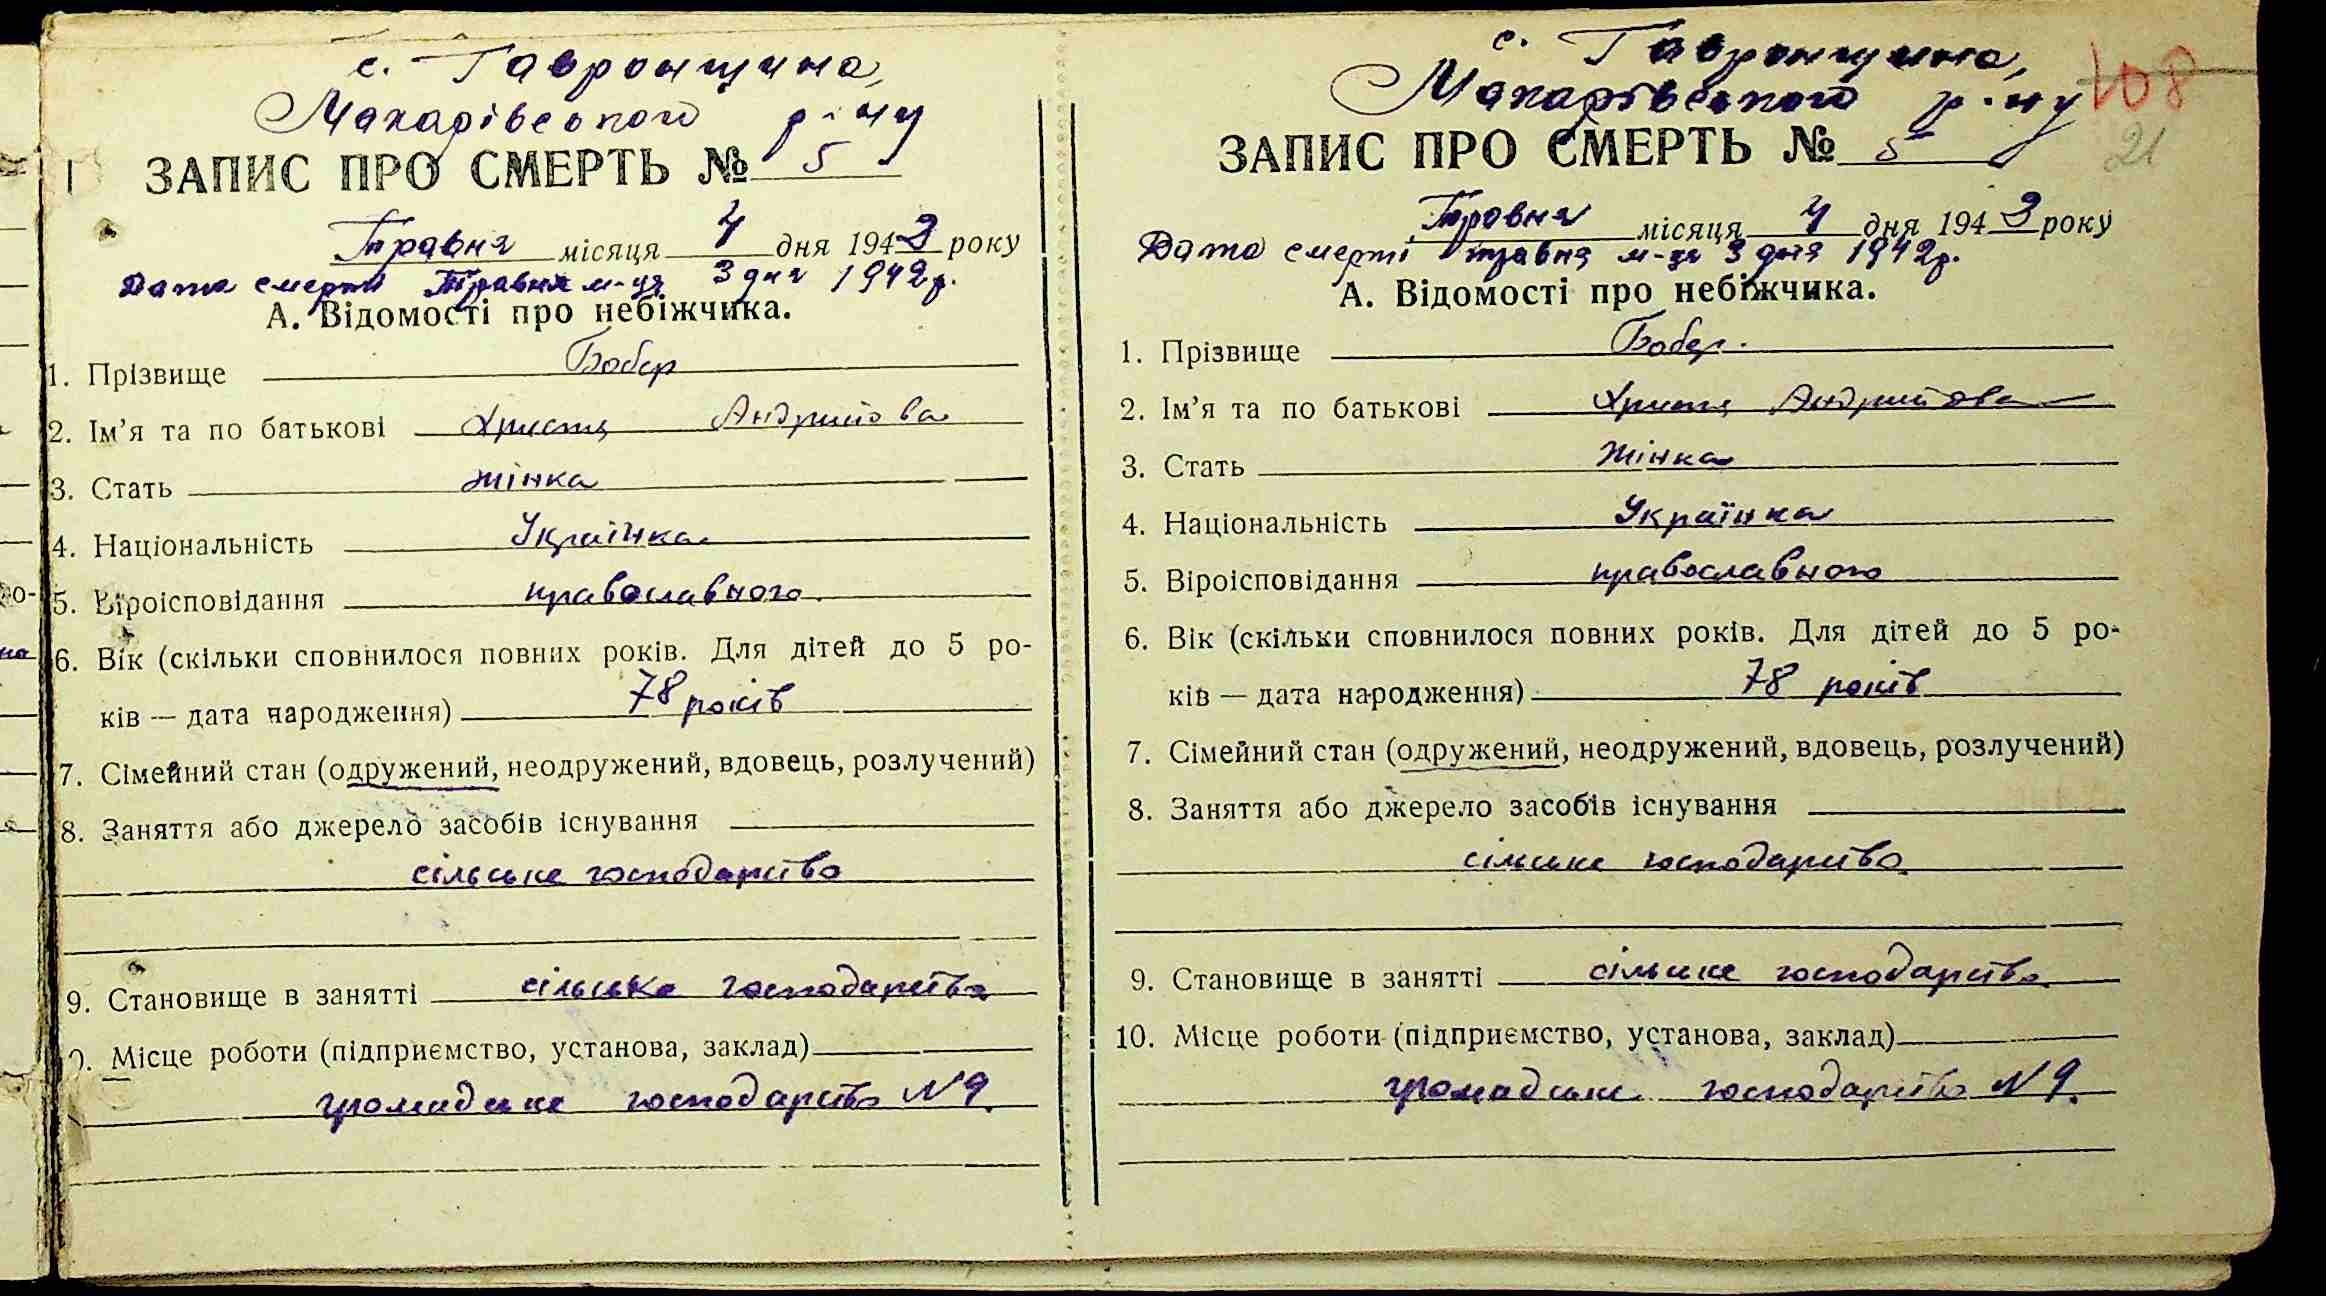 с. Гавронщина,
Макарівського р-ну
ЗАПИС ПРО СМЕРТЬ № 5
Травня місяця 4 дня 1942 року
Дата смерті Травня м-ця 3 дня 1942 р.
А. Відомості про небіжчика.
1. Прізвище Бобер
2. Ім'я та по батькові Христя Андрийова
3. Стать жінка
4. Національність Українка
5. Віроісповідання православного.
6. Вік (скільки сповнилося повних років. Для дітей до 5 ро-
ків — дата народження) 78 років
7. Сімейний стан (одружений, неодружений, вдовець, розлучений)
8. Заняття або джерело засобів існування
сільське господарство
9. Становище в занятті сільське господарство
0. Місце роботи (підприємство, установа, заклад)
громадське господарство № 9.
с. Гавронщина,
Макарівського р-ну
108
21
ЗАПИС ПРО СМЕРТЬ № 5
Травня місяця 4 дня 1942 року
Дата смерті травня м-ця 3 дня 1942 р.
А. Відомості про небіжчика.
1. Прізвище Бобер.
2. Ім'я та по батькові Христя Андрийова
3. Стать Жінка
4. Національність Українка
5. Віроісповідання православного
6. Вік (скільки сповнилося повних років. Для дітей до 5 ро-
ків — дата народження) 78 років
7. Сімейний стан (одружений, неодружений, вдовець, розлучений)
8. Заняття або джерело засобів існування
сільське господарство.
9. Становище в занятті сільське господарство.
10. Місце роботи (підприємство, установа, заклад)
громадське господарство № 9.